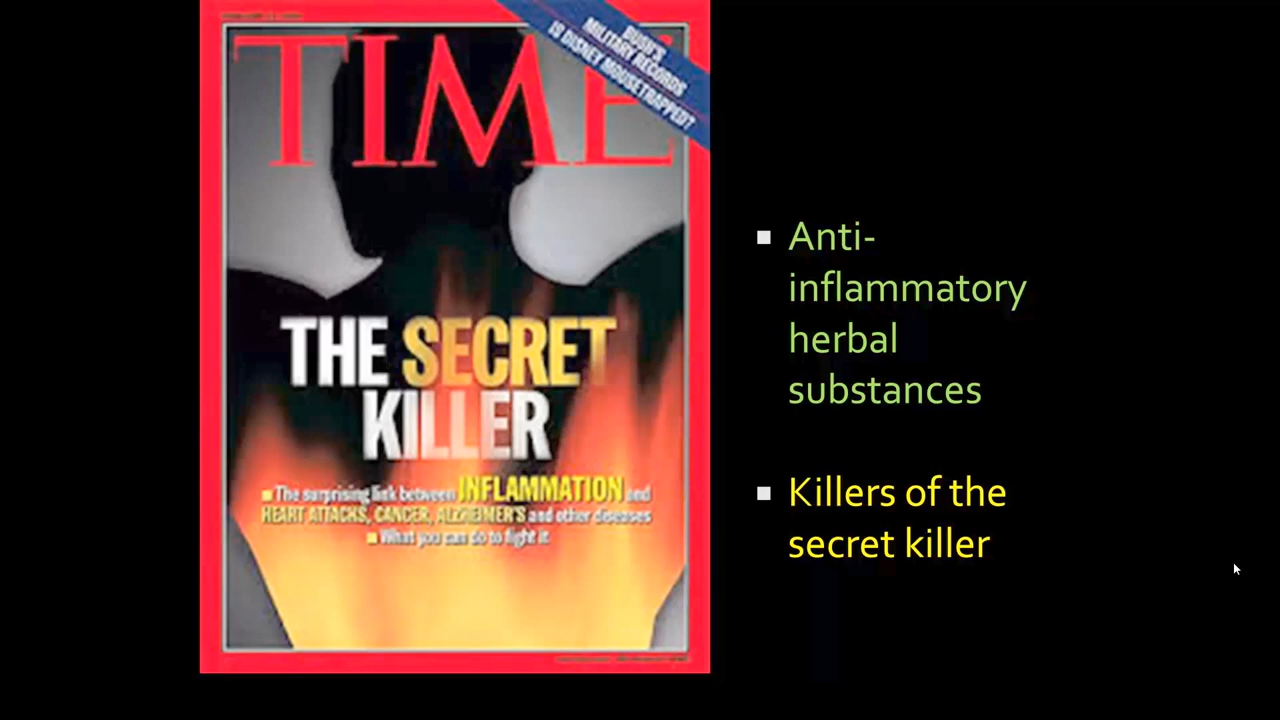 TIME
BUSH'S
MILITARY RECORDS
IS DISNEY MOUSETRAPPED?
THE SECRET
KILLER
The surprising link between INFLAMMATION and
HEART ATTACKS, CANCER, ALZHEIMER'S and other diseases
What you can do to fight it
Anti-
inflammatory
herbal
substances
Killers of the
secret killer